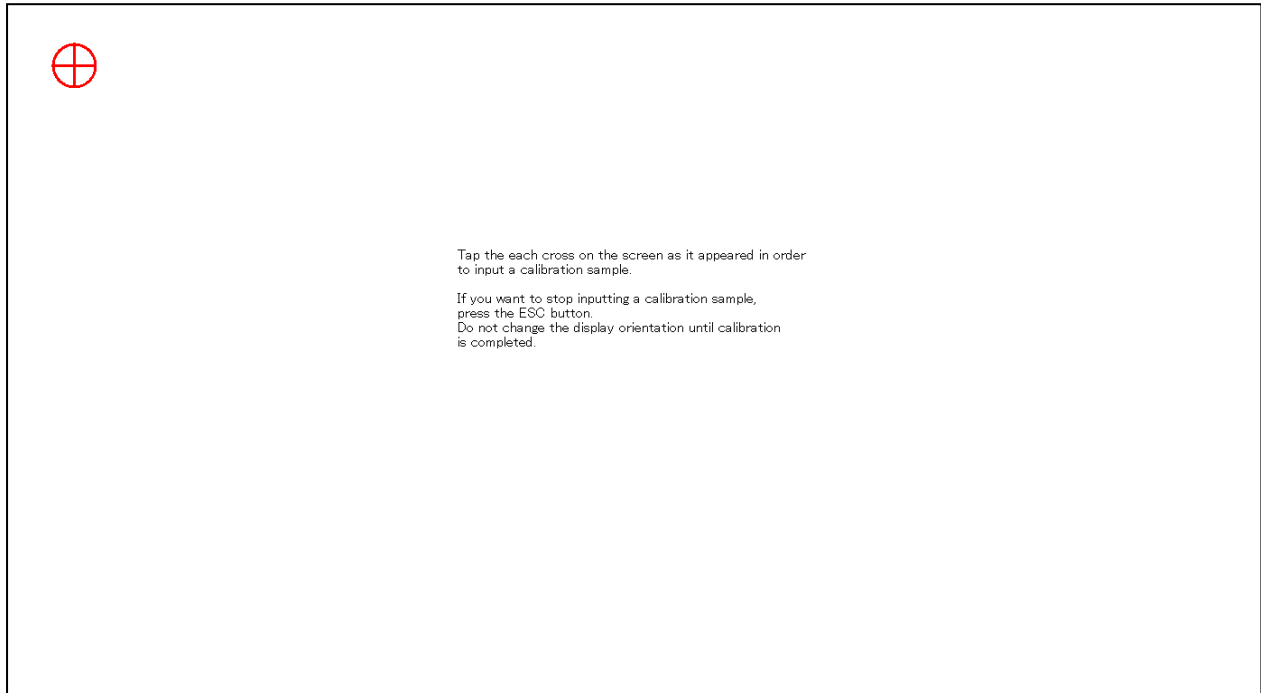 Tap the each cross on the screen as it appeared in order
to input a calibration sample.
If you want to stop inputting a calibration sample,
press the ESC button.
Do not change the display orientation until calibration
is completed.